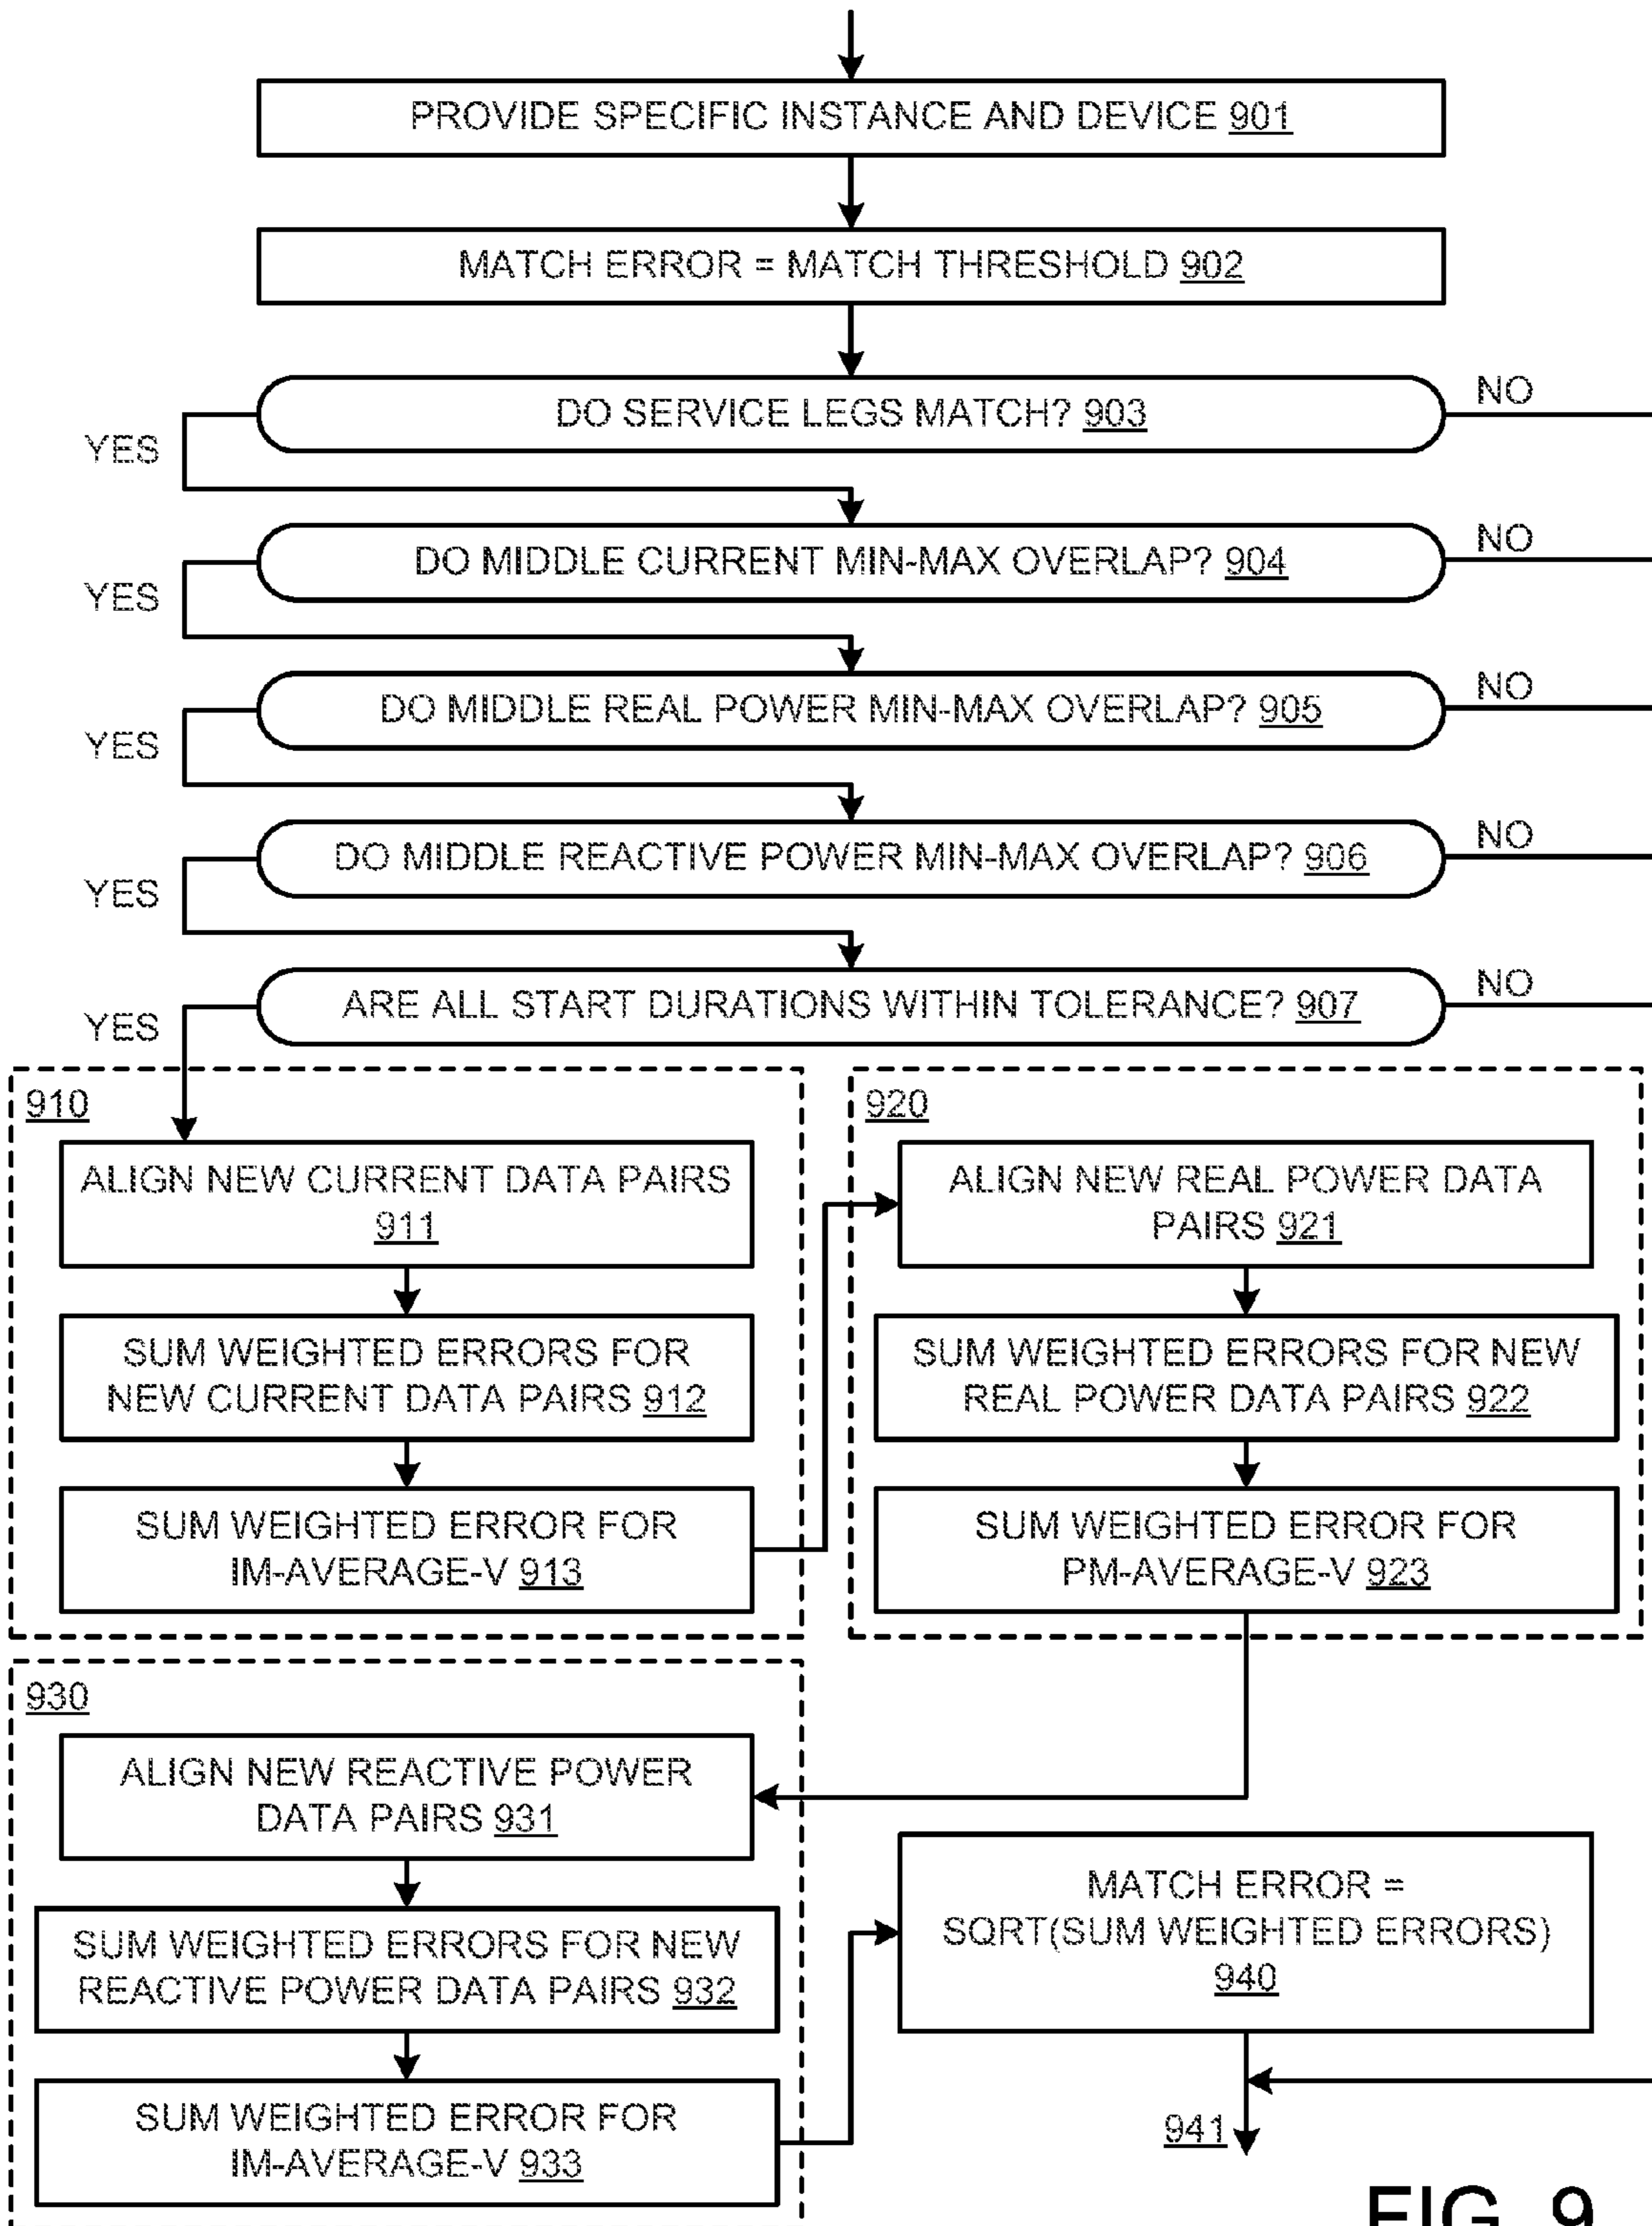 PROVIDE SPECIFIC INSTANCE AND DEVICE 901
MATCH ERROR = MATCH THRESHOLD 902
DO SERVICE LEGS MATCH? 903
NO
YES
DO MIDDLE CURRENT MIN-MAX OVERLAP? 904
NO
YES
DO MIDDLE REAL POWER MIN-MAX OVERLAP? 905
NO
YES
DO MIDDLE REACTIVE POWER MIN-MAX OVERLAP? 906
NO
YES
ARE ALL START DURATIONS WITHIN TOLERANCE? 907
NO
YES
910
ALIGN NEW CURRENT DATA PAIRS
911
SUM WEIGHTED ERRORS FOR
NEW CURRENT DATA PAIRS 912
SUM WEIGHTED ERROR FOR
IM-AVERAGE-V 913
920
ALIGN NEW REAL POWER DATA
PAIRS 921
SUM WEIGHTED ERRORS FOR NEW
REAL POWER DATA PAIRS 922
SUM WEIGHTED ERROR FOR
PM-AVERAGE-V 923
930
ALIGN NEW REACTIVE POWER
DATA PAIRS 931
SUM WEIGHTED ERRORS FOR NEW
REACTIVE POWER DATA PAIRS 932
SUM WEIGHTED ERROR FOR
IM-AVERAGE-V 933
MATCH ERROR =
SQRT(SUM WEIGHTED ERRORS)
940
941
FIG. 9